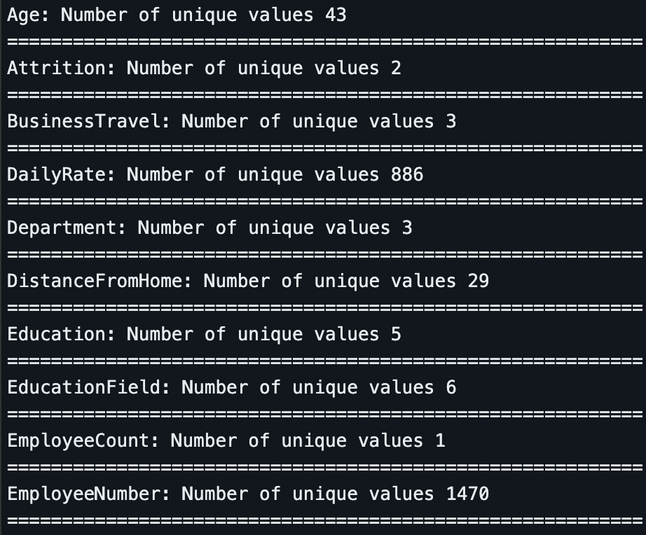 Age: Number of unique values 43
==========================================================
Attrition: Number of unique values 2
==========================================================
BusinessTravel: Number of unique values 3
==========================================================
DailyRate: Number of unique values 886
==========================================================
Department: Number of unique values 3
==========================================================
DistanceFromHome: Number of unique values 29
==========================================================
Education: Number of unique values 5
==========================================================
EducationField: Number of unique values 6
==========================================================
EmployeeCount: Number of unique values 1
==========================================================
EmployeeNumber: Number of unique values 1470
==========================================================